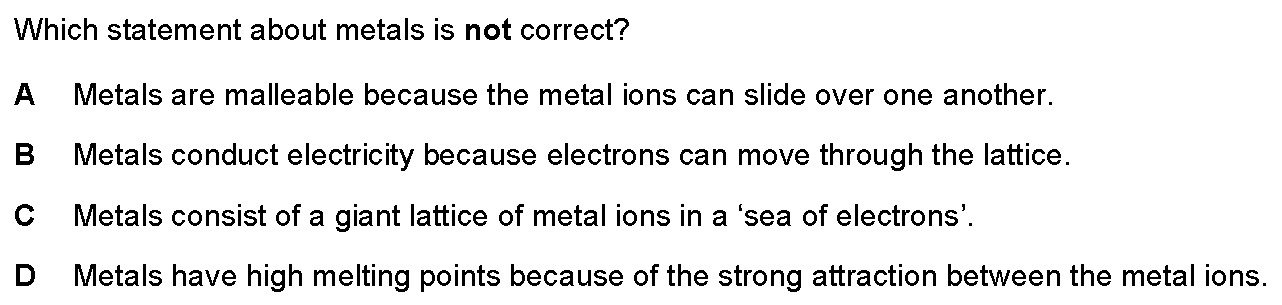 Which statement about metals is not correct?
A Metals are malleable because the metal ions can slide over one another.
B Metals conduct electricity because electrons can move through the lattice.
C Metals consist of a giant lattice of metal ions in a ‘sea of electrons’.
D Metals have high melting points because of the strong attraction between the metal ions.